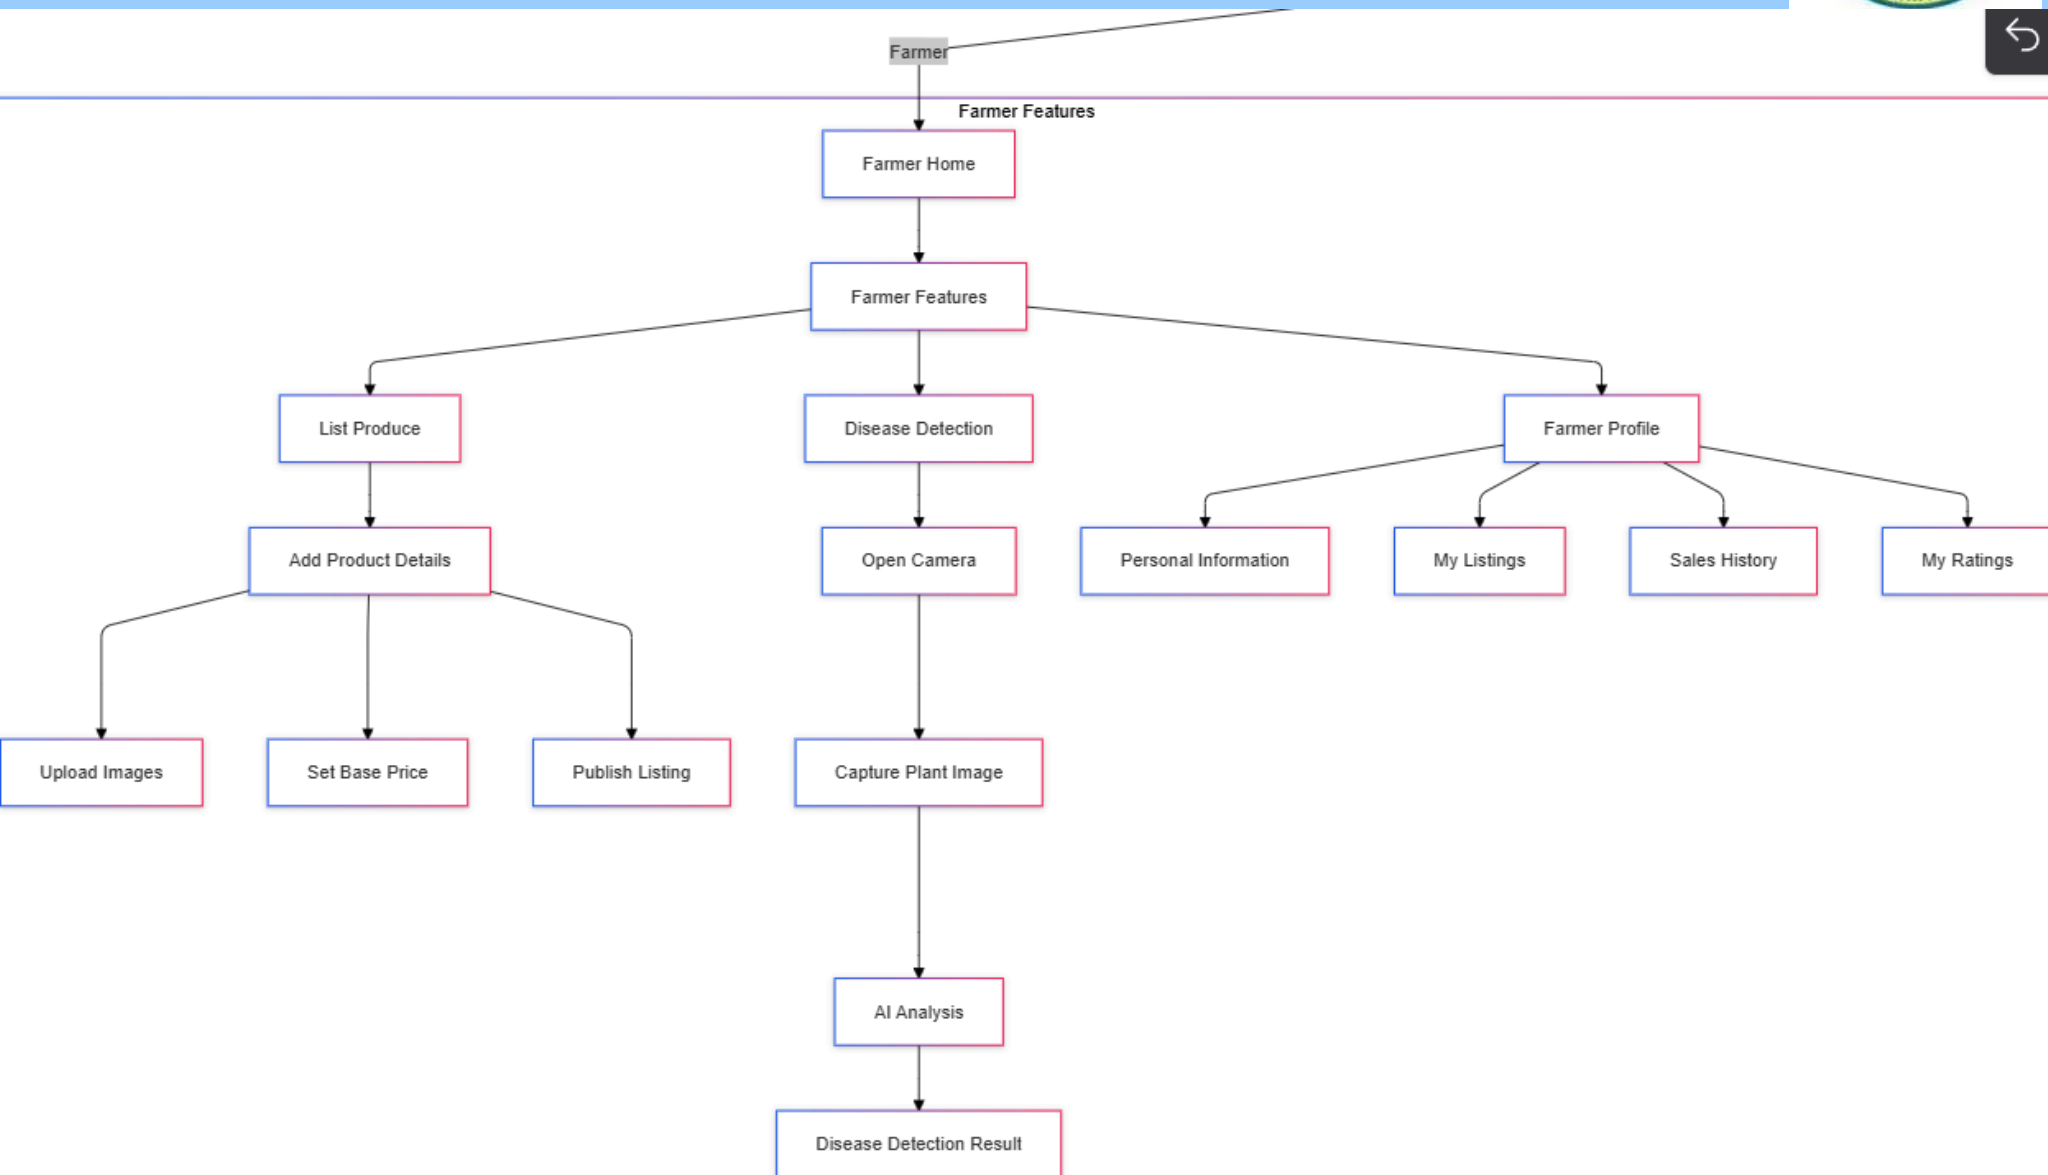 Farmer
Farmer Features
Farmer Home
Farmer Features
List Produce
Disease Detection
Farmer Profile
Add Product Details
Open Camera
Personal Information
My Listings
Sales History
My Ratings
Upload Images
Set Base Price
Publish Listing
Capture Plant Image
AI Analysis
Disease Detection Result